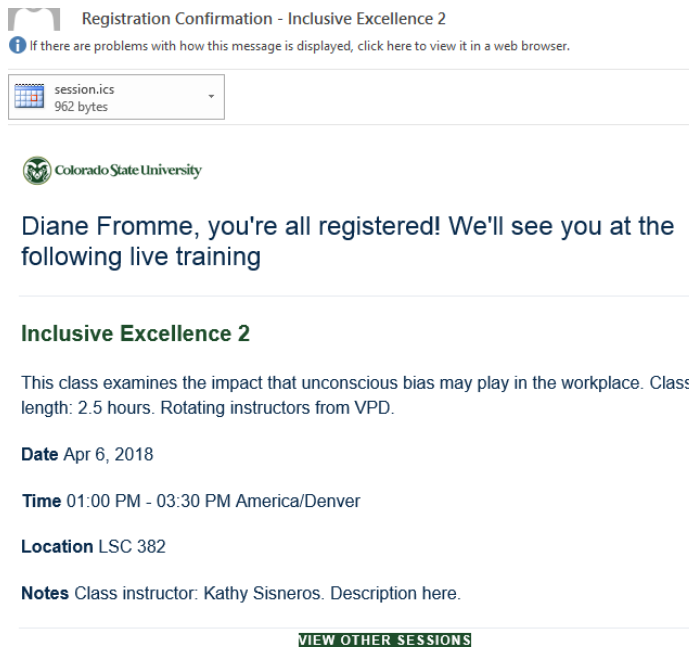 Registration Confirmation - Inclusive Excellence 2
If there are problems with how this message is displayed, click here to view it in a web browser.
session.ics
962 bytes
Colorado State University
Diane Fromme, you're all registered! We'll see you at the
following live training
Inclusive Excellence 2
This class examines the impact that unconscious bias may play in the workplace. Class
length: 2.5 hours. Rotating instructors from VPD.
Date Apr 6, 2018
Time 01:00 PM - 03:30 PM America/Denver
Location LSC 382
Notes Class instructor: Kathy Sisneros. Description here.
VIEW OTHER SESSIONS